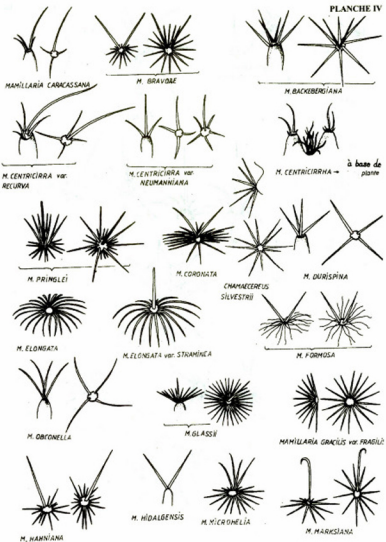 PLANCHE IV
MAMILLARIA CARACASSANA
M. BRAVOAE
M. BACKEBERGIANA
M. CENTRICIRRA var.
RECURVA
M. CENTRICIRRA var
NEUMANNIANA
M. CENTRICIRRHA →
à base de
plante
M. PRINGLEI
M. CORONATA
CHAMAECEREUS
SILVESTRII
M. DURISPINA
M. ELONGATA
M. ELONGATA var. STRAMINEA
M. FORMOSA
M. OBCONELLA
M. GLASSII
MAMILLARIA GRACILIS var. FRAGILIS
M. HAHNIANA
M. HIDALGENSIS
M. MICROHELIA
M. MARKSIANA